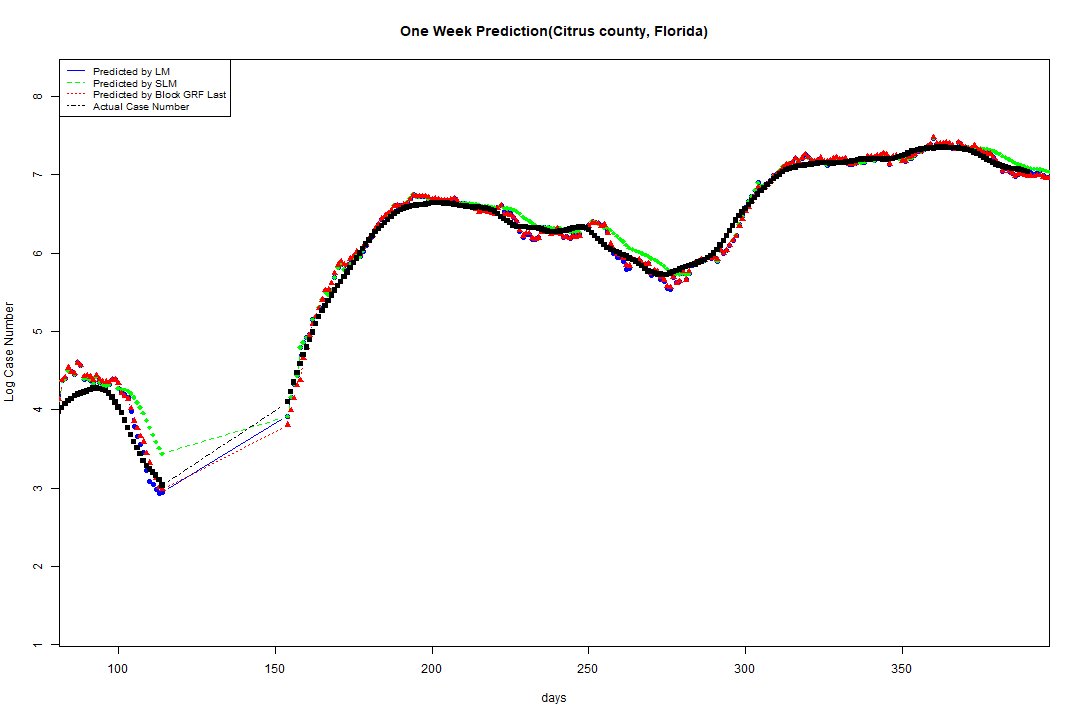 One Week Prediction(Citrus county, Florida)
Predicted by LM
Predicted by SLM
Predicted by Block GRF Last
Actual Case Number
8
7
6
5
4
3
2
1
Log Case Number
100 150 200 250 300 350
days